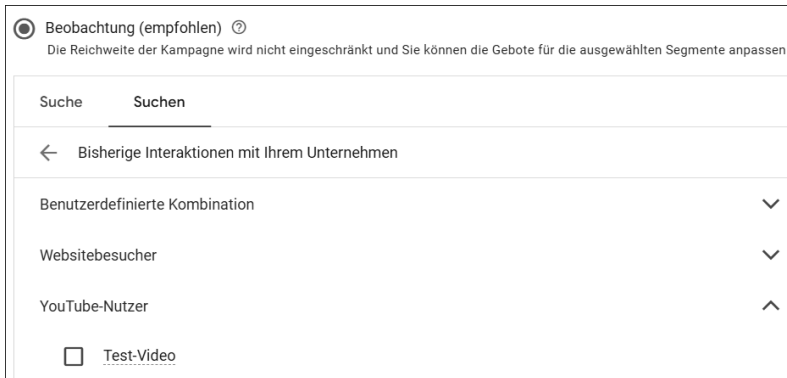 Beobachtung (empfohlen)
Die Reichweite der Kampagne wird nicht eingeschränkt und Sie können die Gebote für die ausgewählten Segmente anpassen
Suche Suchen
Bisherige Interaktionen mit Ihrem Unternehmen
Benutzerdefinierte Kombination
Websitebesucher
YouTube-Nutzer
Test-Video